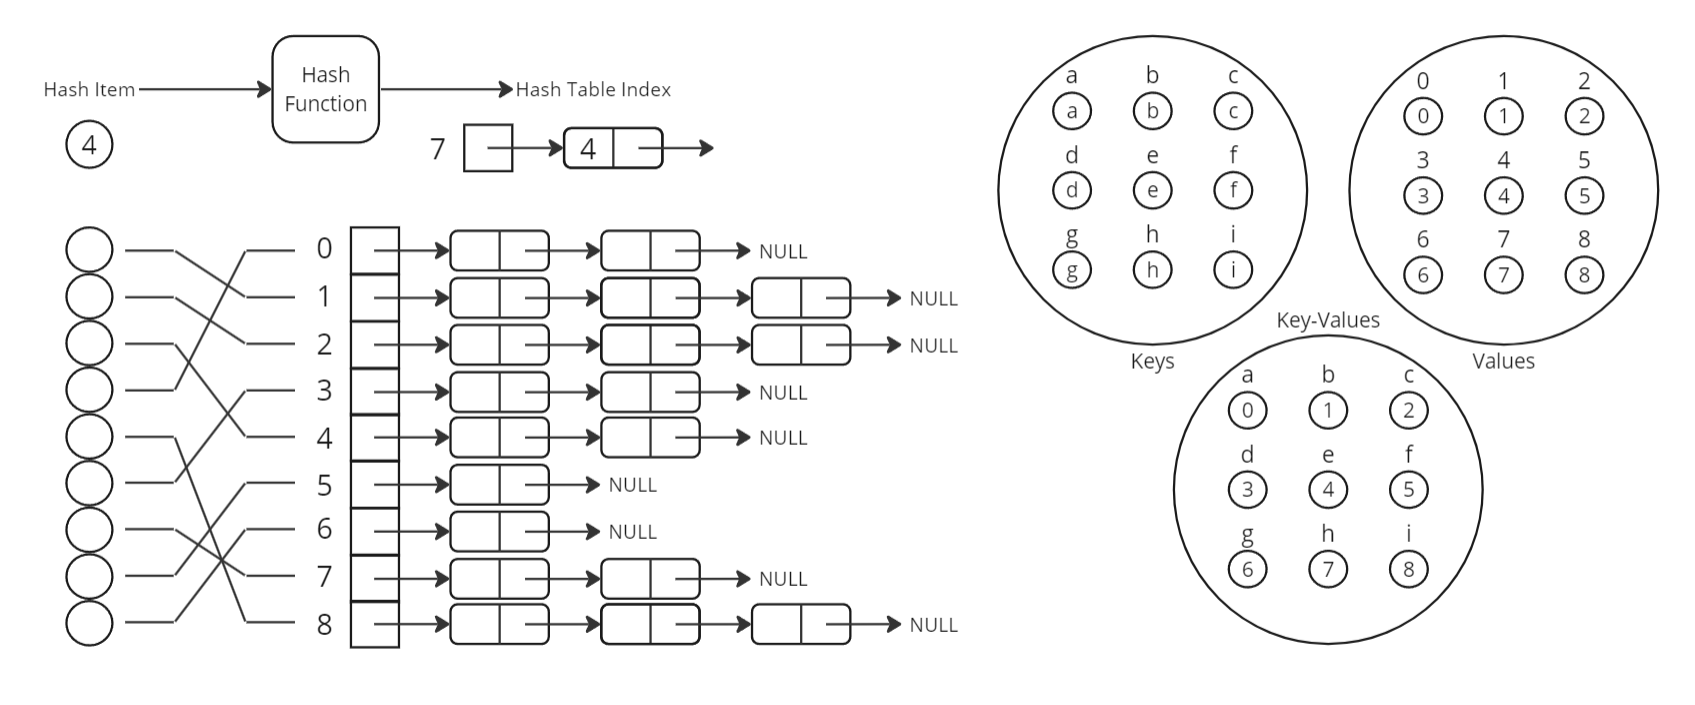 Hash Item
Hash
Function
Hash Table Index
4
7
4
0
NULL
1
NULL
2
NULL
3
NULL
4
NULL
5
NULL
6
NULL
7
NULL
8
NULL
a b c
a b c
d e f
d e f
g h i
g h i
Keys
0 1 2
0 1 2
3 4 5
3 4 5
6 7 8
6 7 8
Values
Key-Values
a b c
0 1 2
d e f
3 4 5
g h i
6 7 8